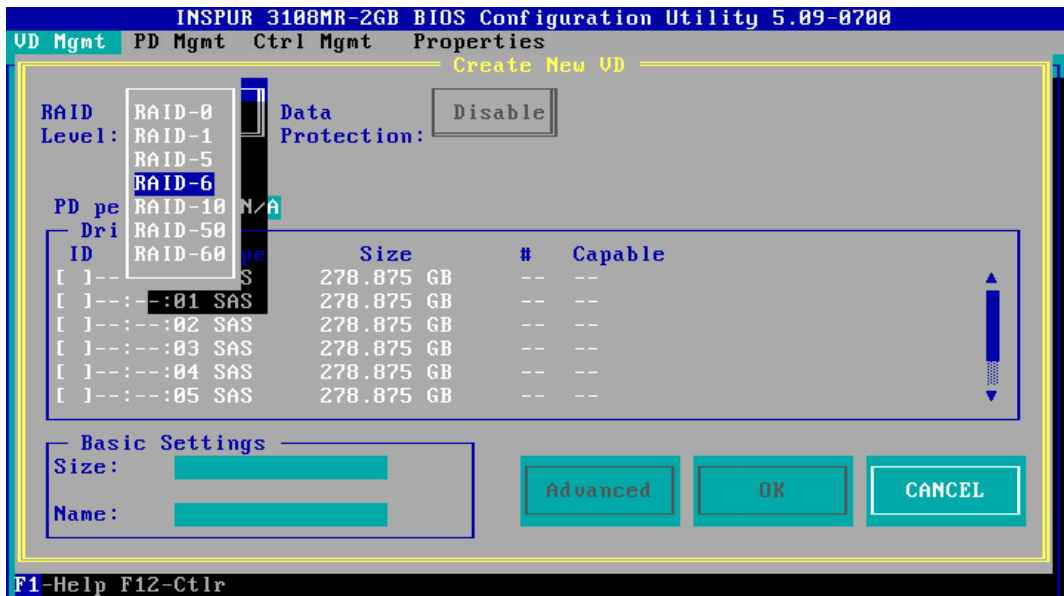 INSPUR 3108MR-2GB BIOS Configuration Utility 5.09-0700
VD Mgmt PD Mgmt Ctrl Mgmt Properties
Create New VD
RAID RAID-0 Data Disable
Level: RAID-1 Protection:
RAID-5
RAID-6
PD pe RAID-10 N/A
Dri RAID-50
ID RAID-60 pe Size # Capable
[ ]-- S 278.875 GB -- --
[ ]--:--:01 SAS 278.875 GB -- --
[ ]--:--:02 SAS 278.875 GB -- --
[ ]--:--:03 SAS 278.875 GB -- --
[ ]--:--:04 SAS 278.875 GB -- --
[ ]--:--:05 SAS 278.875 GB -- --
Basic Settings
Size:
Advanced OK CANCEL
Name:
F1-Help F12-Ctlr